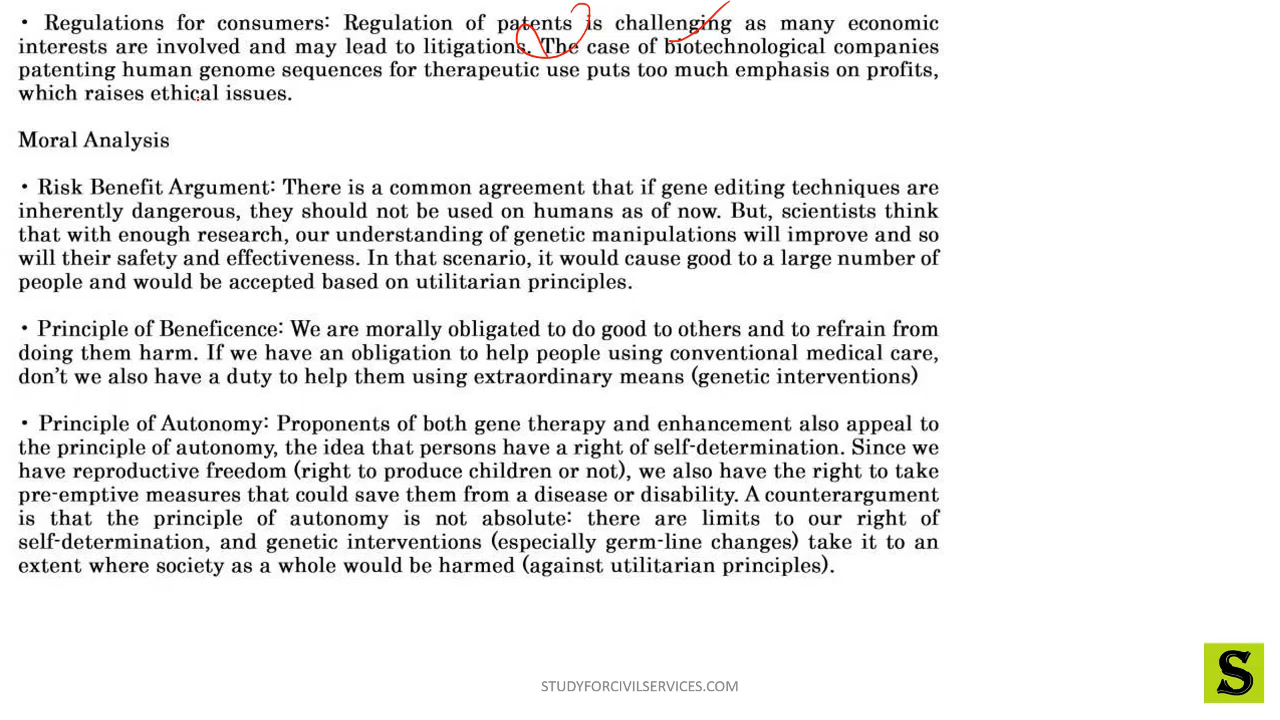 • Regulations for consumers: Regulation of patents is challenging as many economic
interests are involved and may lead to litigations. The case of biotechnological companies
patenting human genome sequences for therapeutic use puts too much emphasis on profits,
which raises ethical issues.
Moral Analysis
• Risk Benefit Argument: There is a common agreement that if gene editing techniques are
inherently dangerous, they should not be used on humans as of now. But, scientists think
that with enough research, our understanding of genetic manipulations will improve and so
will their safety and effectiveness. In that scenario, it would cause good to a large number of
people and would be accepted based on utilitarian principles.
• Principle of Beneficence: We are morally obligated to do good to others and to refrain from
doing them harm. If we have an obligation to help people using conventional medical care,
don't we also have a duty to help them using extraordinary means (genetic interventions)
• Principle of Autonomy: Proponents of both gene therapy and enhancement also appeal to
the principle of autonomy, the idea that persons have a right of self-determination. Since we
have reproductive freedom (right to produce children or not), we also have the right to take
pre-emptive measures that could save them from a disease or disability. A counterargument
is that the principle of autonomy is not absolute: there are limits to our right of
self-determination, and genetic interventions (especially germ-line changes) take it to an
extent where society as a whole would be harmed (against utilitarian principles).
STUDYFORCIVILSERVICES.COM
S